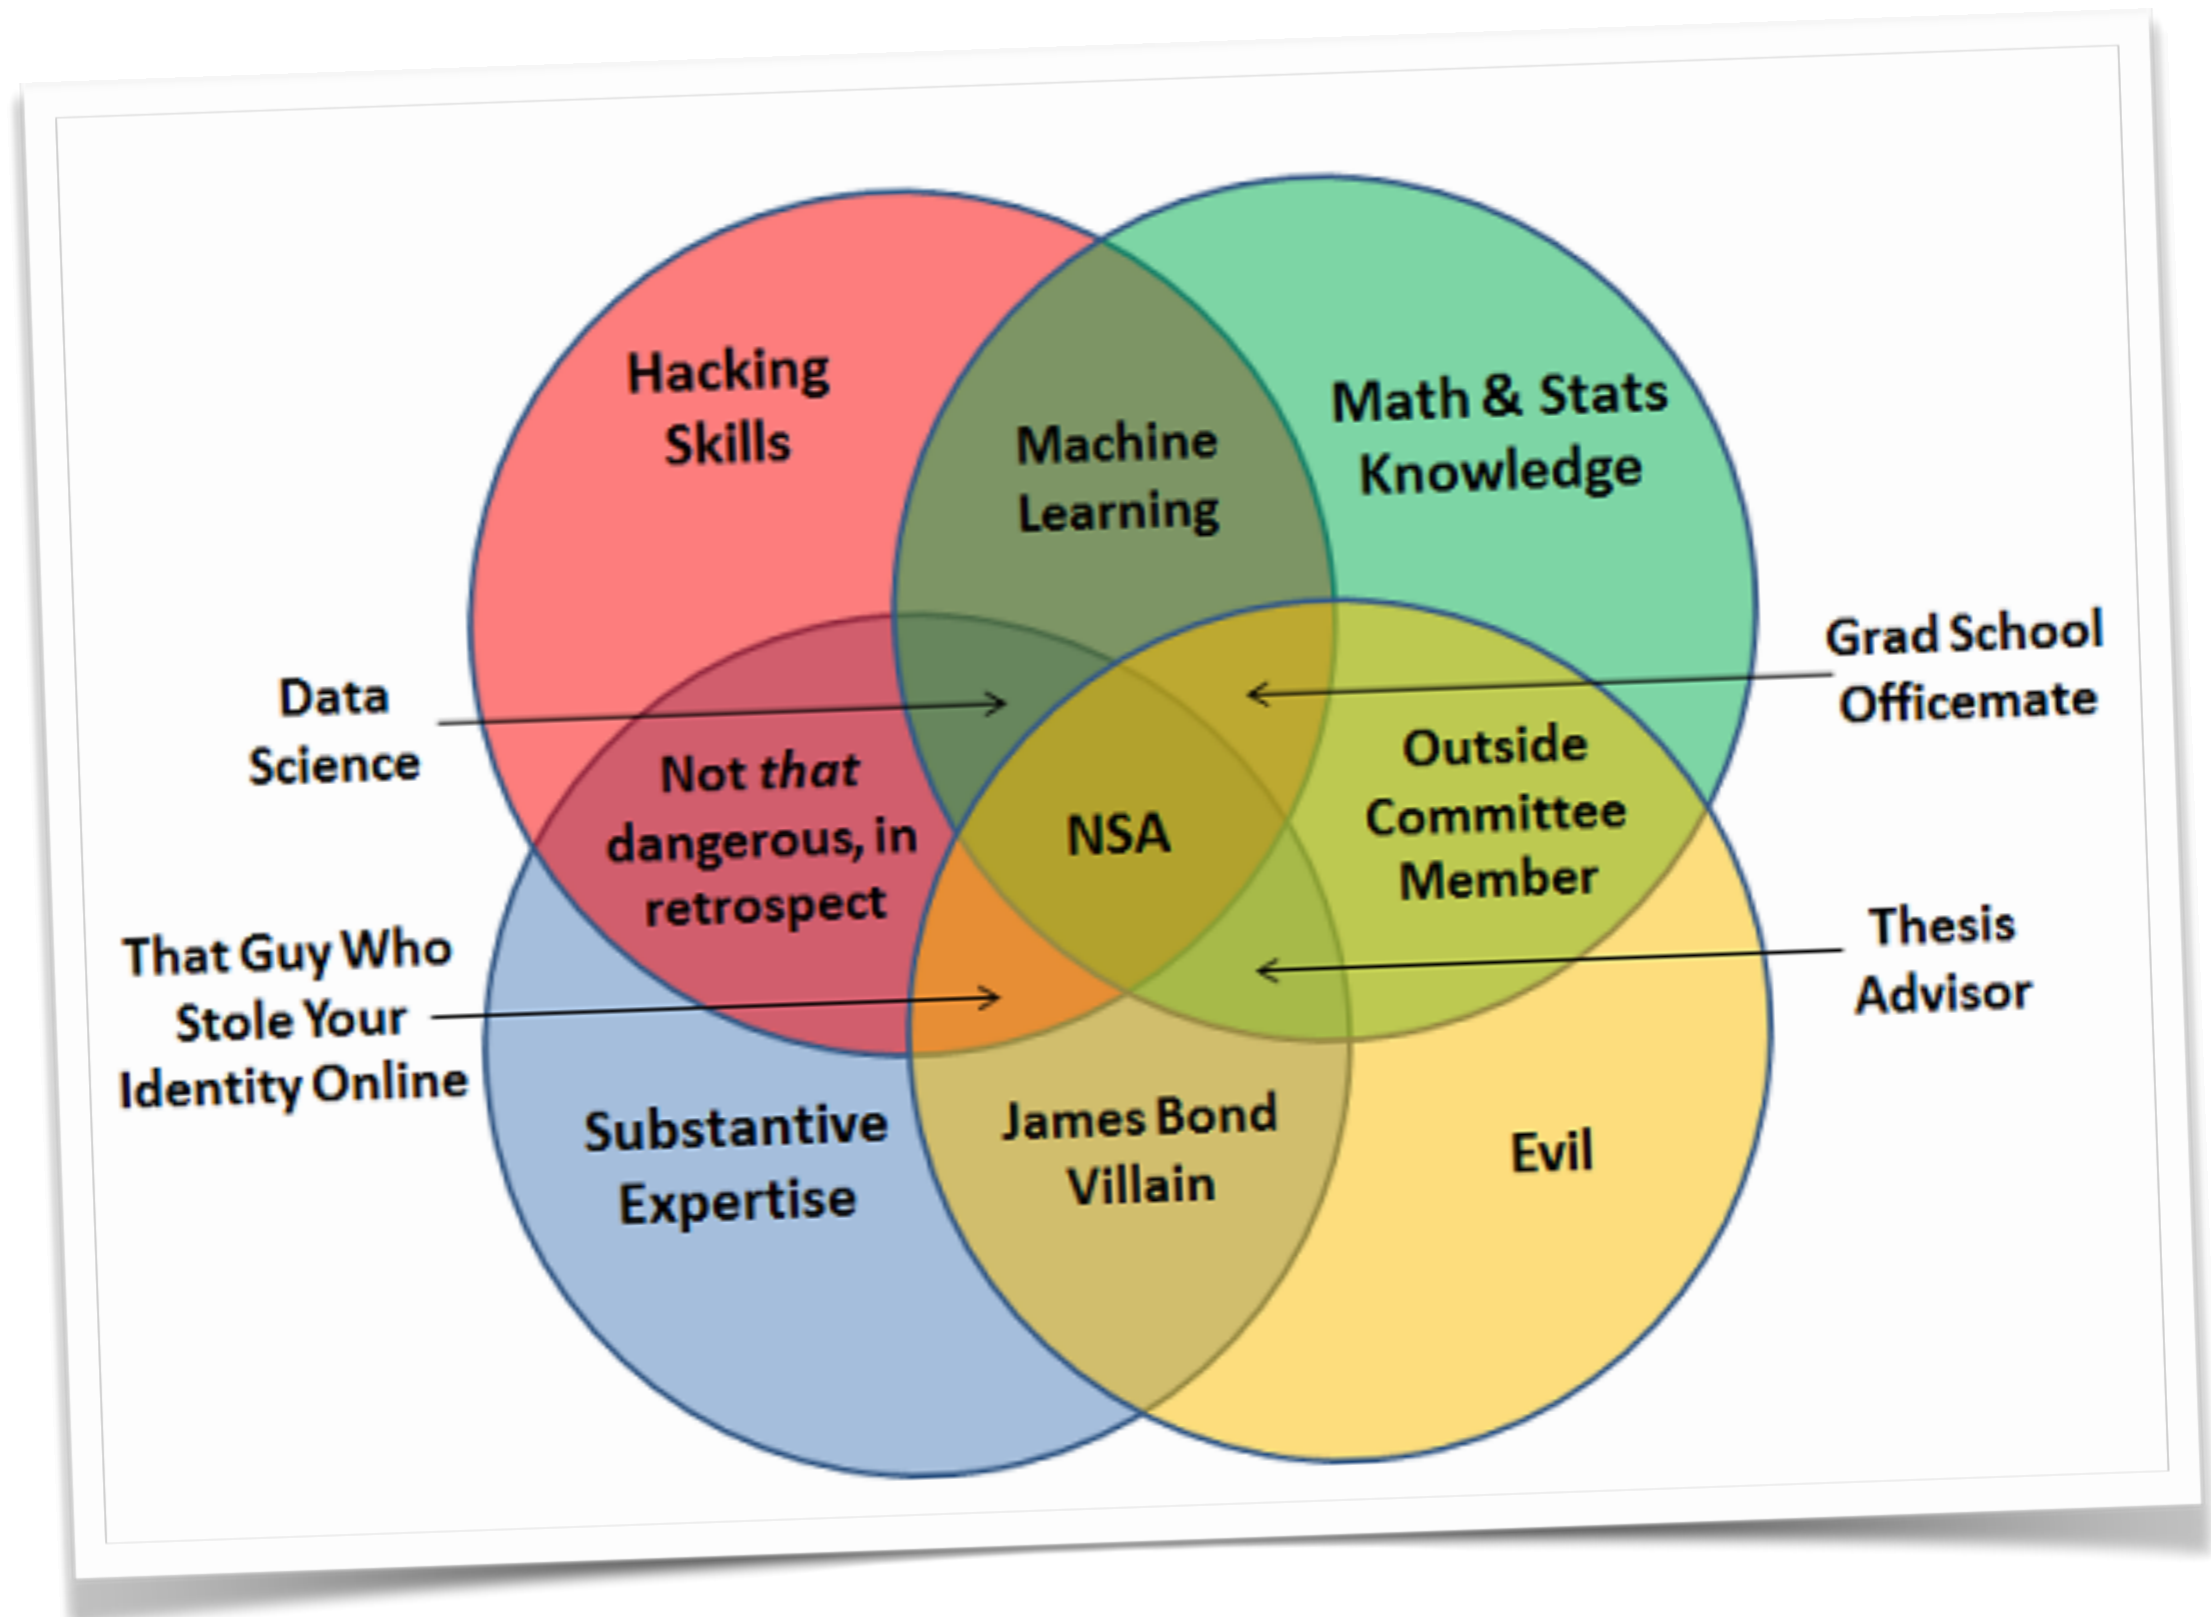 Hacking
Skills
Math & Stats
Knowledge
Machine
Learning
Grad School
Officemate
Data
Science
Not that
dangerous, in
retrospect
NSA
Outside
Committee
Member
That Guy Who
Stole Your
Identity Online
Thesis
Advisor
Substantive
Expertise
James Bond
Villain
Evil